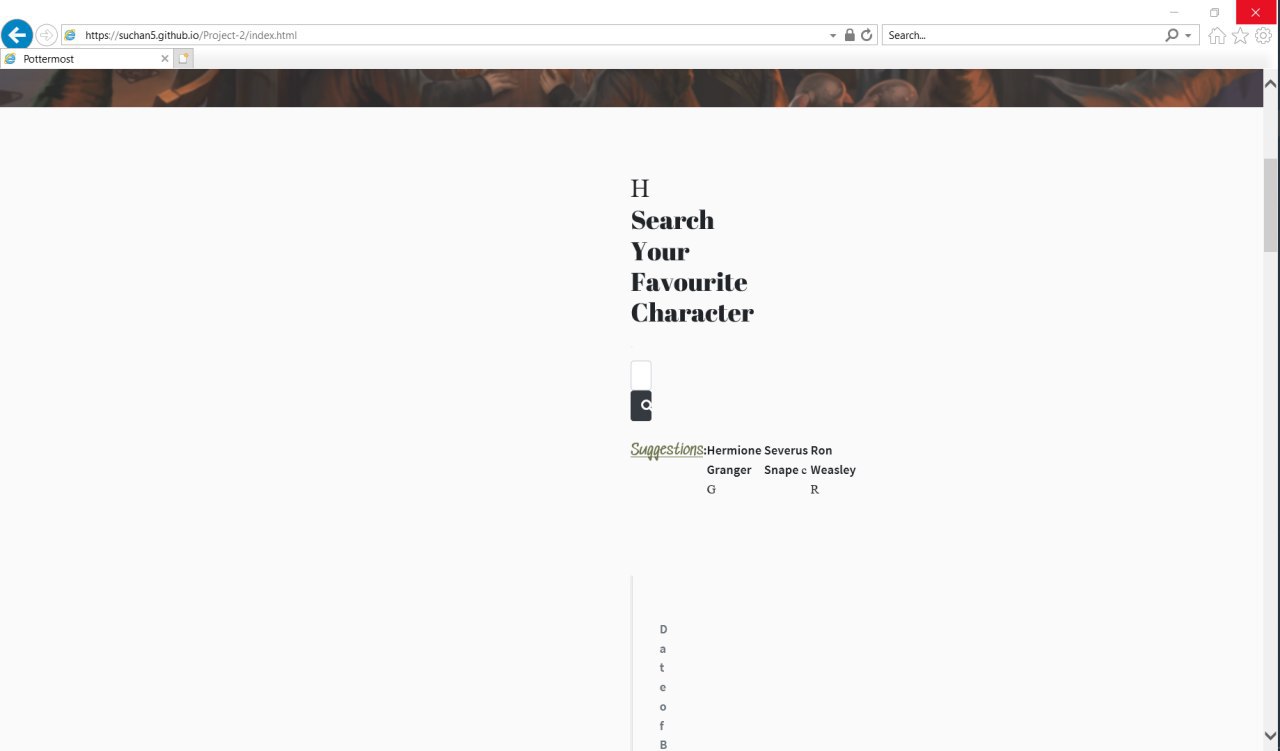 https://suchan5.github.io/Project-2/index.html
Search...
Pottermost
H
Search
Your
Favourite
Character
Suggestions:Hermione Severus Ron
Granger Snape c Weasley
G R
D
a
t
e
o
f
B